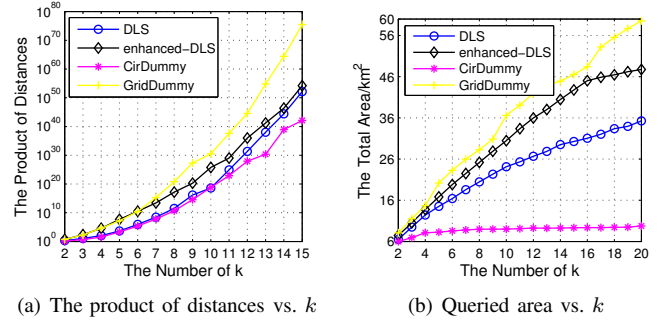 10^80
10^70
10^60
10^50
10^40
10^30
10^20
10^10
10^0
The Product of Distances
DLS
enhanced−DLS
CirDummy
GridDummy
2 3 4 5 6 7 8 9 10 11 12 13 14 15
The Number of k
(a) The product of distances vs. k
60
56
46
36
26
16
6
The Total Area/km²
DLS
enhanced−DLS
CirDummy
GridDummy
2 4 6 8 10 12 14 16 18 20
The Number of k
(b) Queried area vs. k